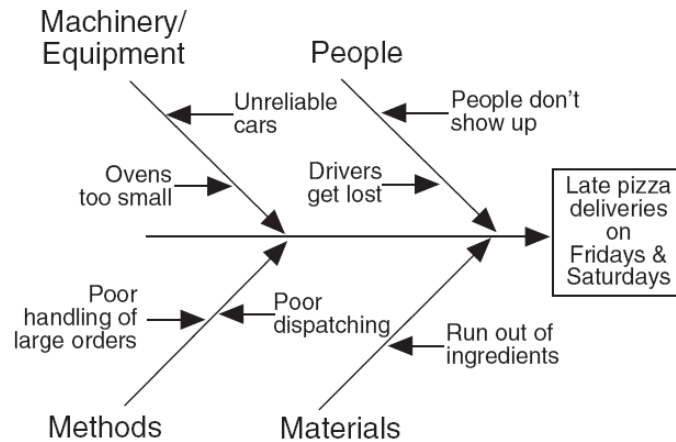 Machinery/
Equipment
People
Unreliable
cars
People don't
show up
Ovens
too small
Drivers
get lost
Late pizza
deliveries
on
Fridays &
Saturdays
Poor
handling of
large orders
Poor
dispatching
Run out of
ingredients
Methods
Materials